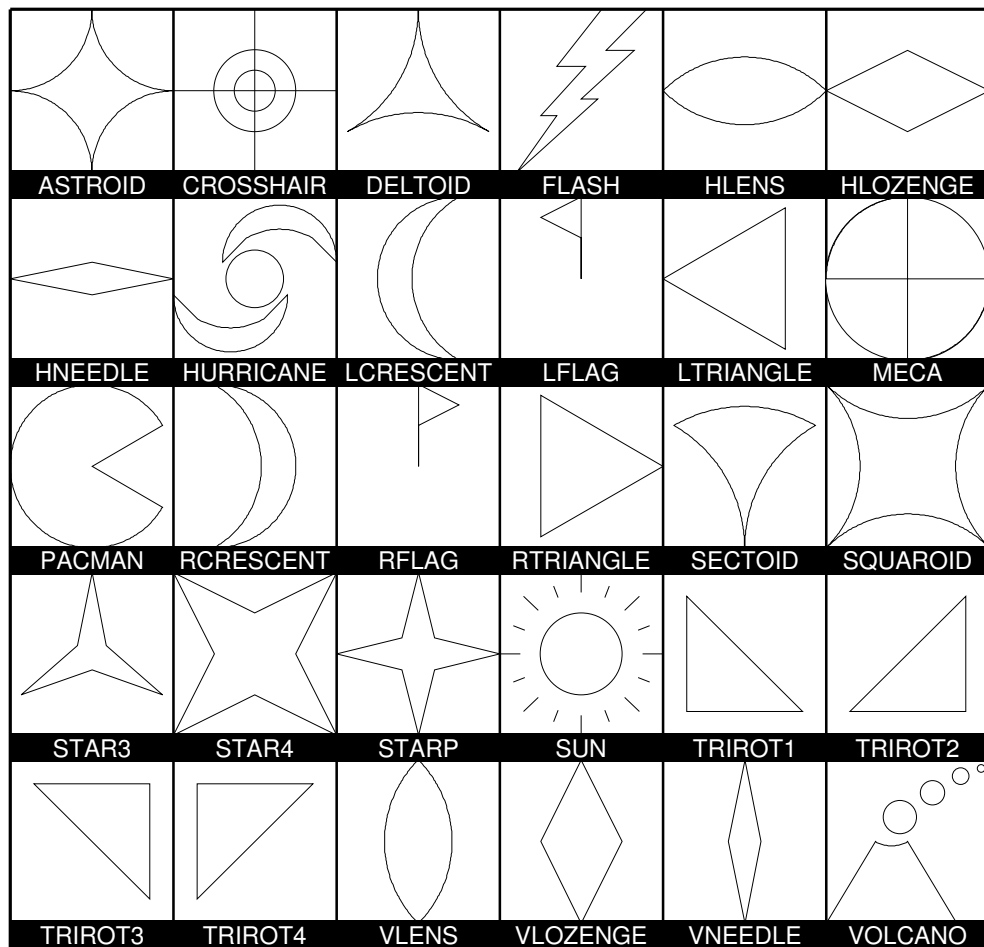 ASTROID CROSSHAIR DELTOID FLASH HLENS HLOZENGE
HNEEDLE HURRICANE LCRESCENT LFLAG LTRIANGLE MECA
PACMAN RCRESCENT RFLAG RTRIANGLE SECTOID SQUAROID
STAR3 STAR4 STARP SUN TRIROT1 TRIROT2
TRIROT3 TRIROT4 VLENS VLOZENGE VNEEDLE VOLCANO